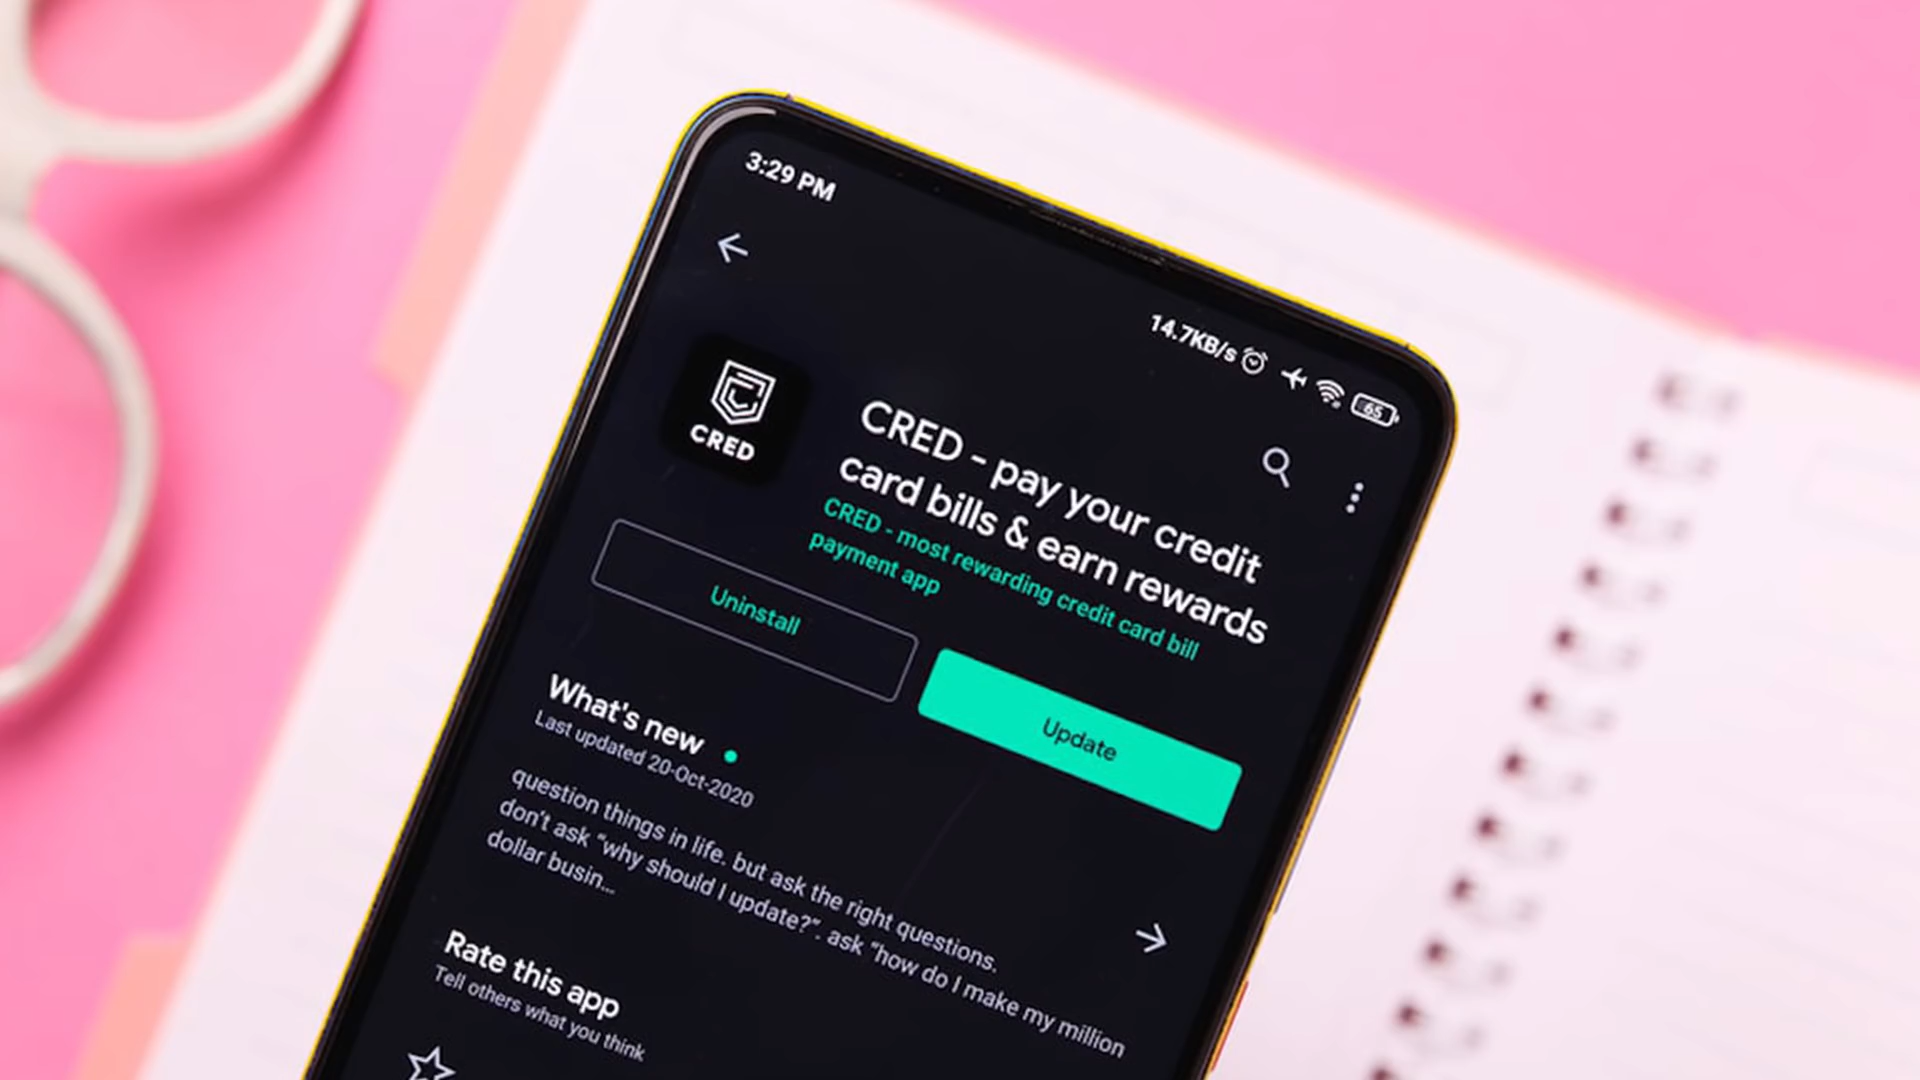 3:29 PM
14.7KB/s
65
CRED
CRED - pay your credit
card bills & earn rewards
CRED - most rewarding credit card bill
payment app
Uninstall
Update
What's new
Last updated 20-Oct-2020
question things in life. but ask the right questions.
don't ask "why should I update?". ask "how do I make my million
dollar busin...
Rate this app
Tell others what you think